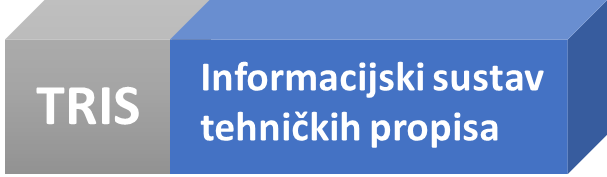 TRIS
Informacijski sustav
tehničkih propisa